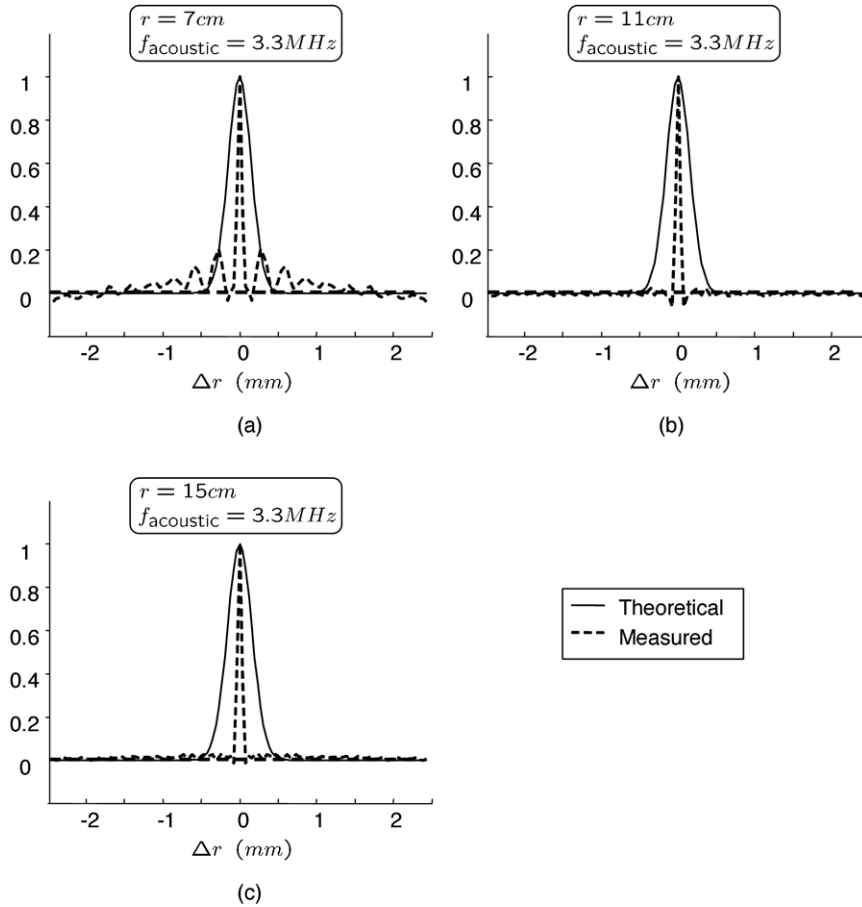 r = 7cm
f_acoustic = 3.3MHz
1
0.8
0.6
0.4
0.2
0
-2 -1 0 1 2
Δr (mm)
(a)
r = 11cm
f_acoustic = 3.3MHz
1
0.8
0.6
0.4
0.2
0
-2 -1 0 1 2
Δr (mm)
(b)
r = 15cm
f_acoustic = 3.3MHz
1
0.8
0.6
0.4
0.2
0
-2 -1 0 1 2
Δr (mm)
(c)
Theoretical
Measured